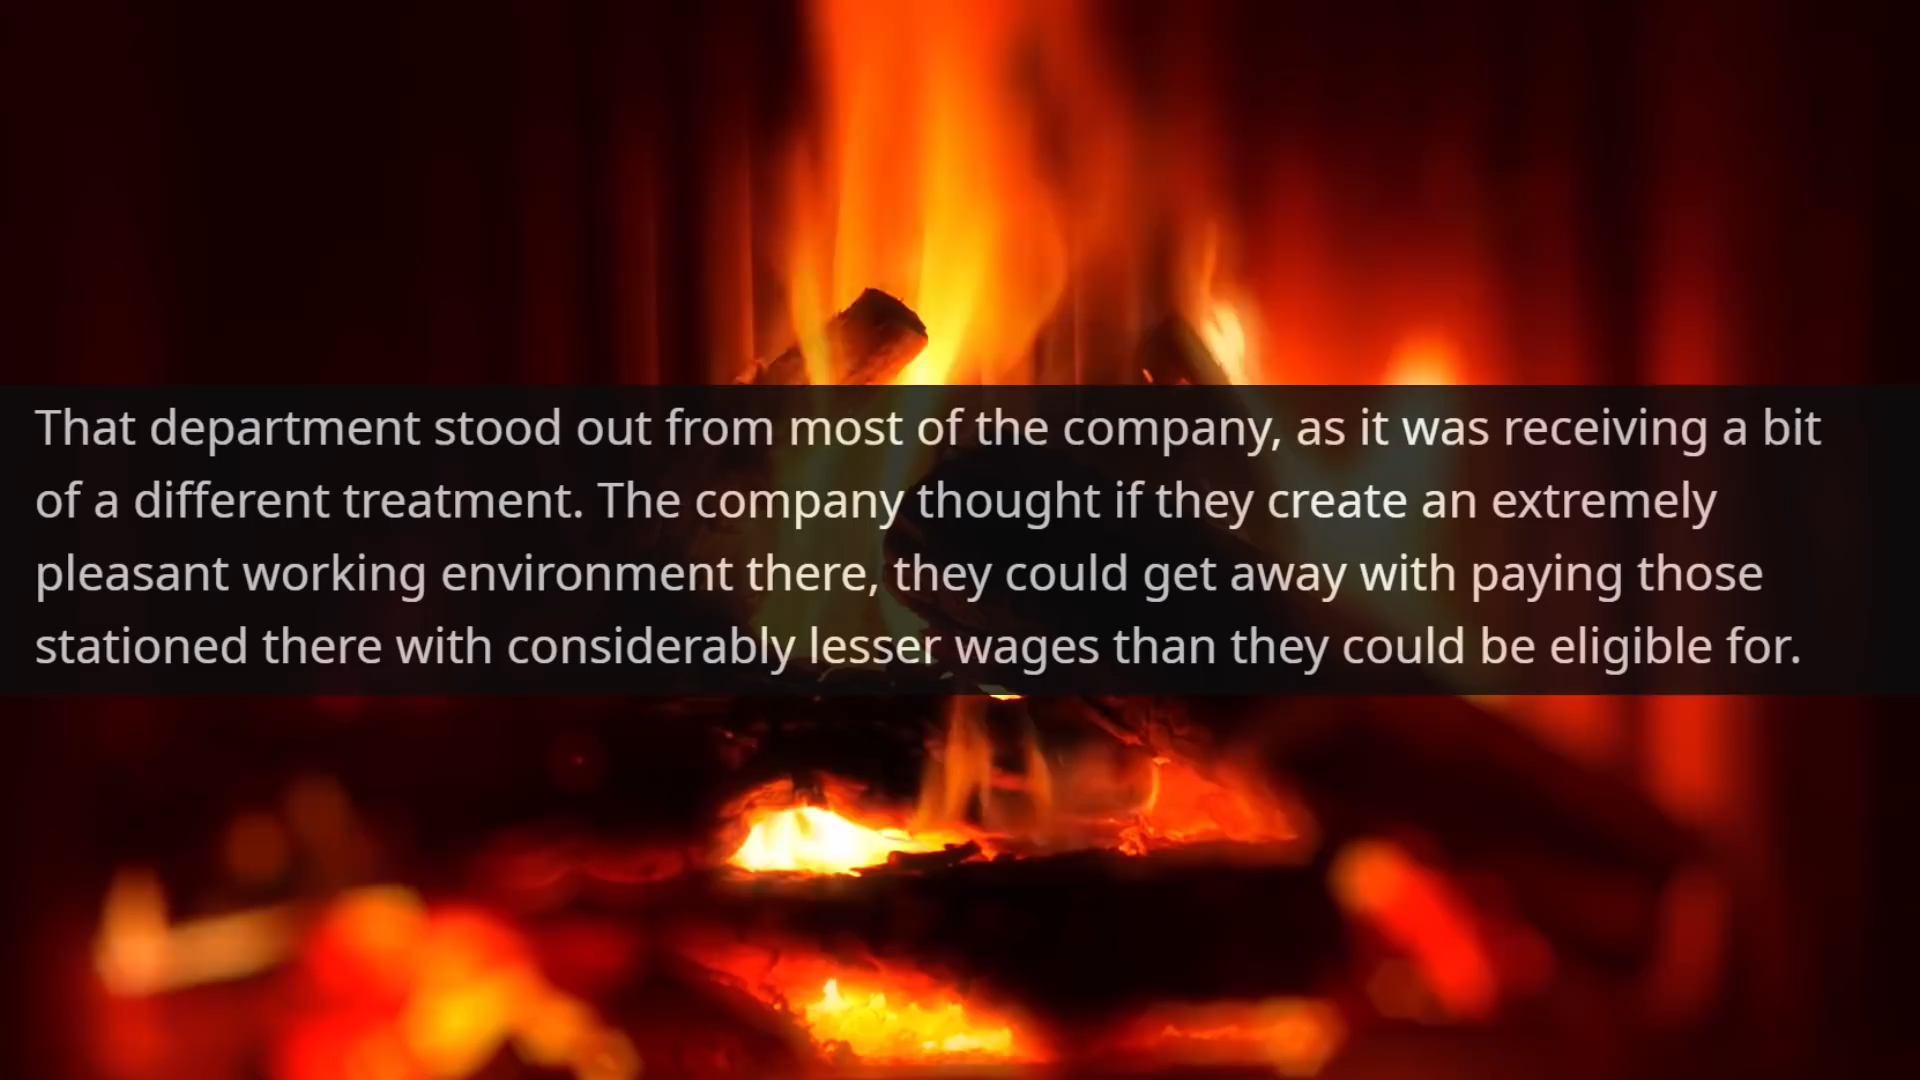 That department stood out from most of the company, as it was receiving a bit
of a different treatment. The company thought if they create an extremely
pleasant working environment there, they could get away with paying those
stationed there with considerably lesser wages than they could be eligible for.